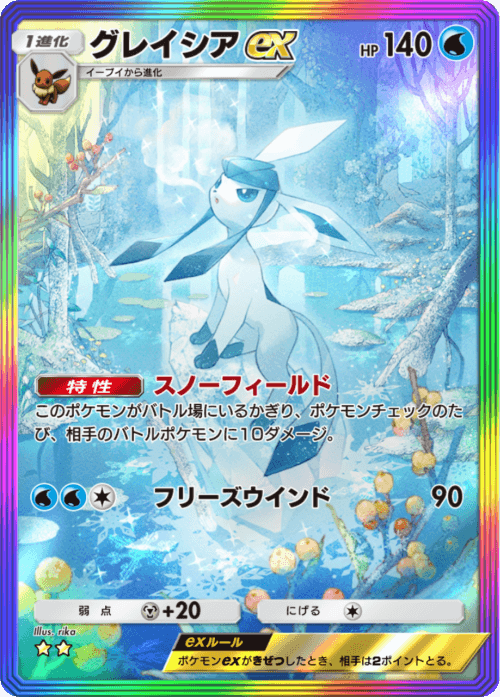 1進化 グレイシアex HP 140
イーブイから進化
特性 スノーフィールド
このポケモンがバトル場にいるかぎり、ポケモンチェックのた
び、相手のバトルポケモンに10ダメージ。
フリーズウインド 90
弱点 +20 にげる
Illus. rika
exルール
ポケモンexがきぜつしたとき、相手は2ポイントとる。